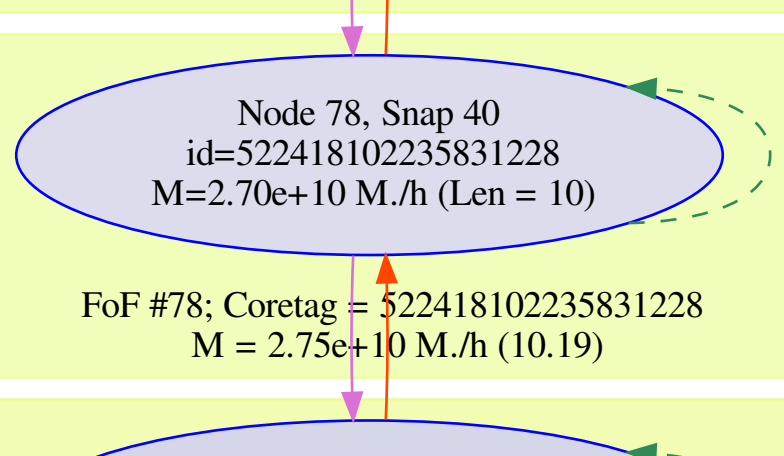 Node 78, Snap 40
id=522418102235831228
M=2.70e+10 M./h (Len = 10)
FoF #78; Coretag = 522418102235831228
M = 2.75e+10 M./h (10.19)